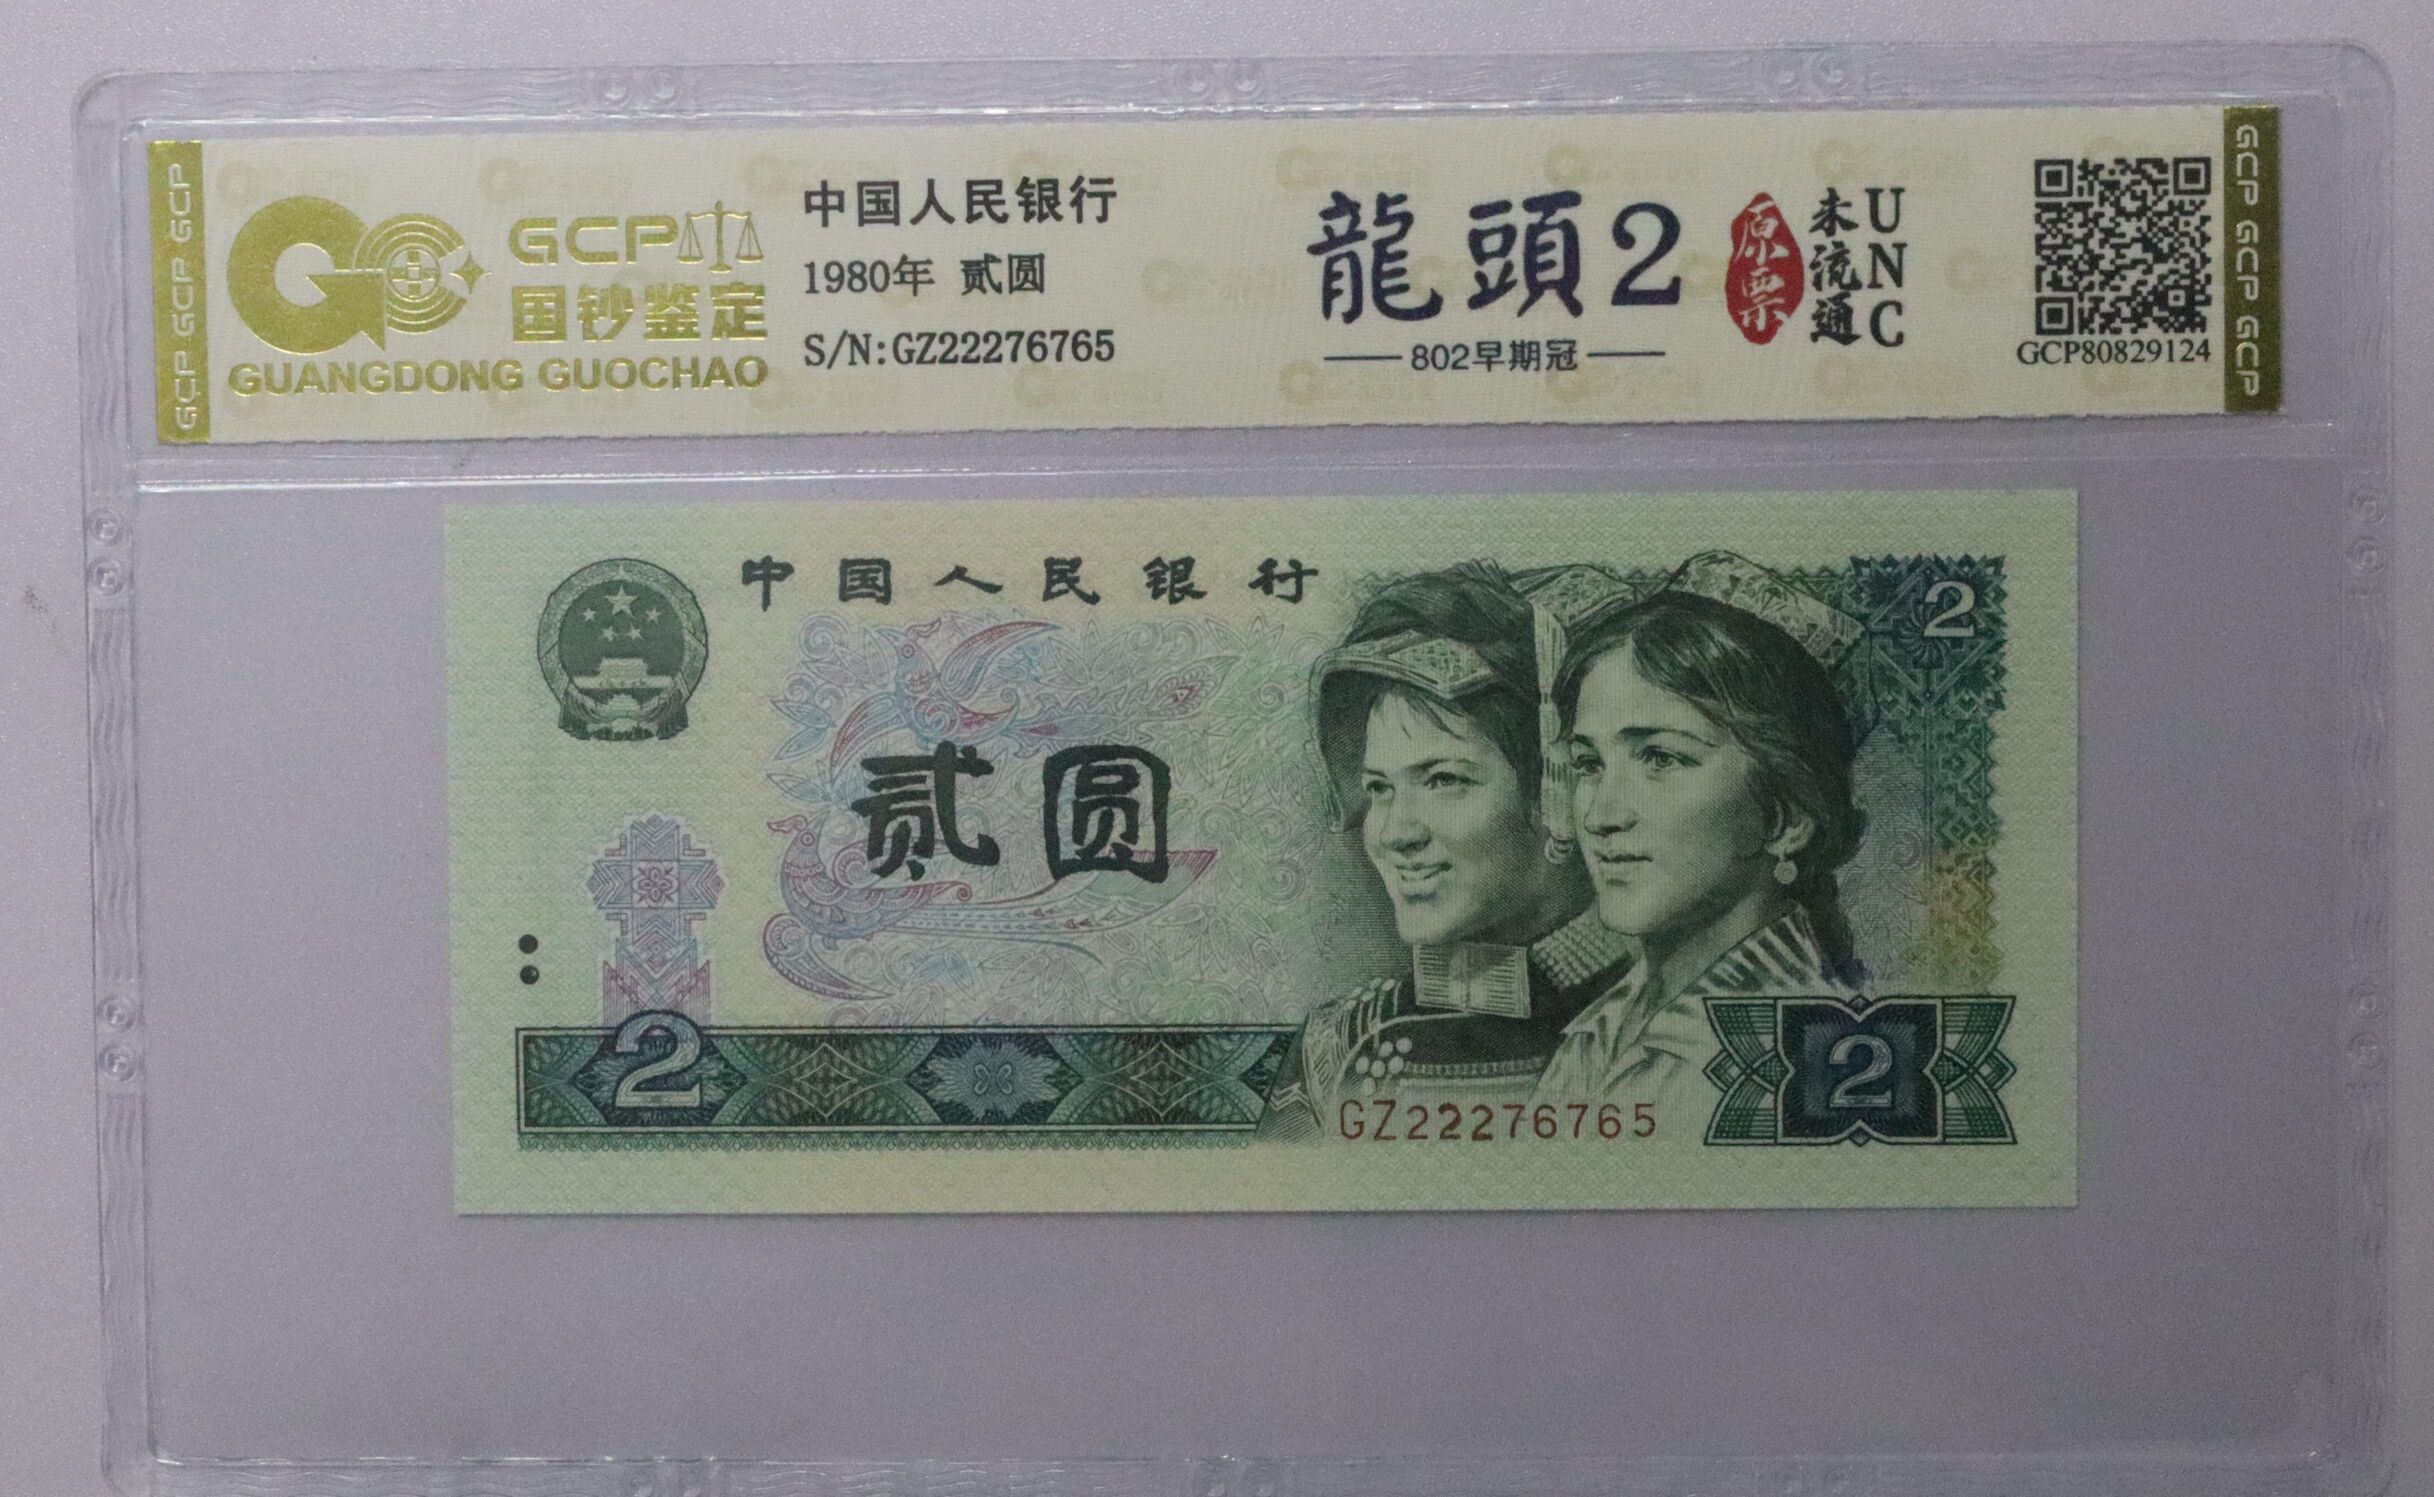 GCP GCP GCP
GCP
国钞鉴定
GUANGDONG GUOCHAO
中国人民银行
1980年 贰圆
S/N:GZ22276765
龍頭2
802早期冠
原票
未流通
UNC
GCP80829124
GCP GCP GCP
中国人民银行
2
贰圆
2
GZ22276765
2